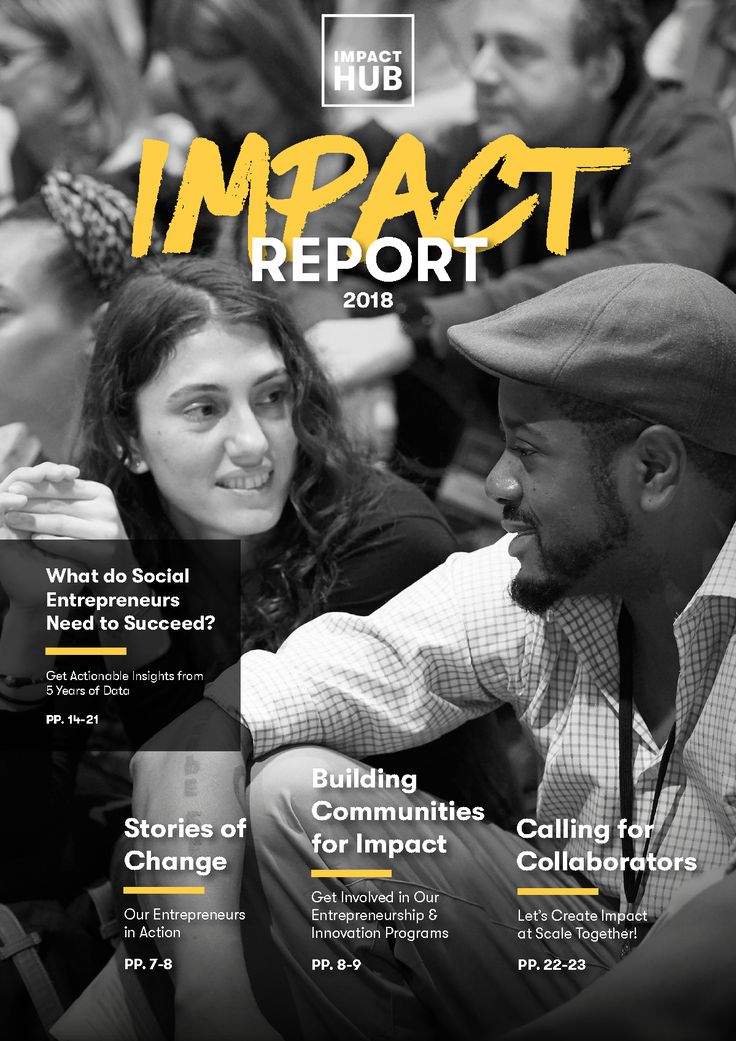 IMPACT
HUB
IMPACT
REPORT
2018
What do Social
Entrepreneurs
Need to Succeed?
Get Actionable Insights from
5 Years of Data
PP. 14-21
Building
Communities
for Impact
Get Involved in Our
Entrepreneurship &
Innovation Programs
PP. 8-9
Stories of
Change
Our Entrepreneurs
in Action
PP. 7-8
Calling for
Collaborators
Let's Create Impact
at Scale Together!
PP. 22-23